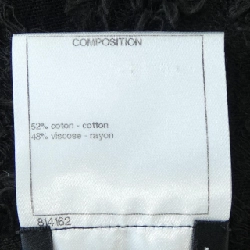 COMPOSITION
52% coton - cotton
48% viscose - rayon
814162